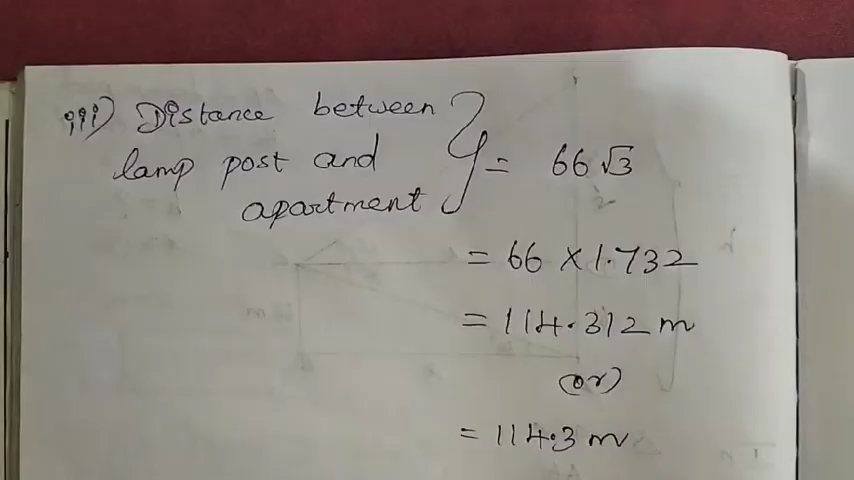 iii) Distance between
lamp post and } = 66√3
apartment
= 66 × 1.732
= 114.312 m
(or)
= 114.3 m